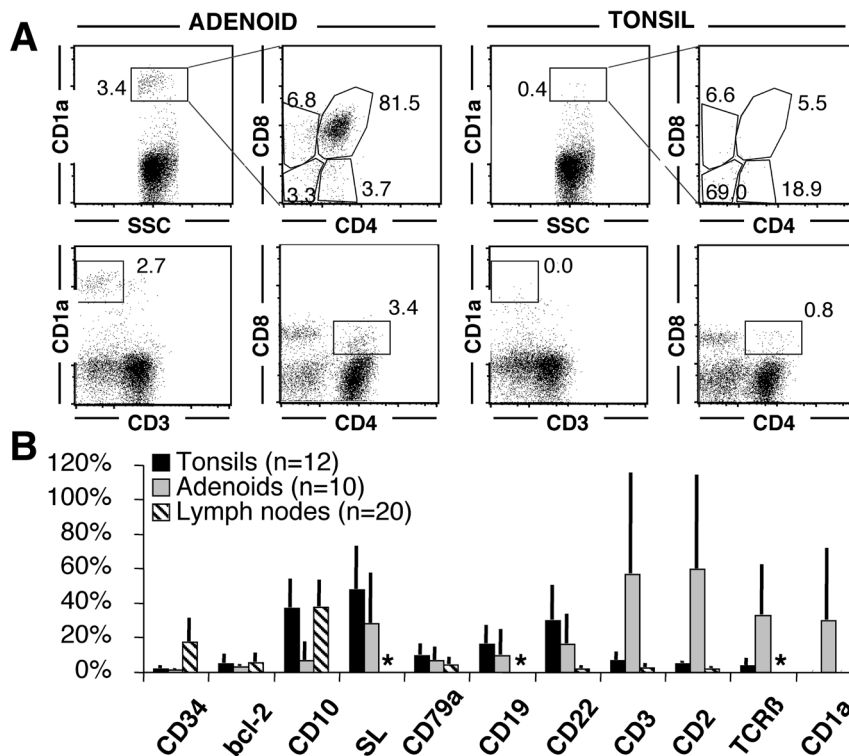 A
ADENOID
TONSIL
CD1a
3.4
SSC
CD8
6.8
81.5
3.3
3.7
CD4
CD1a
0.4
SSC
CD8
6.6
5.5
69.0
18.9
CD4
CD1a
2.7
CD3
CD8
3.4
CD4
CD1a
0.0
CD3
CD8
0.8
CD4
B
120%
100%
80%
60%
40%
20%
0%
Tonsils (n=12)
Adenoids (n=10)
Lymph nodes (n=20)
*
*
*
CD34
bcl-2
CD10
SL
CD79a
CD19
CD22
CD3
CD2
TCRß
CD1a